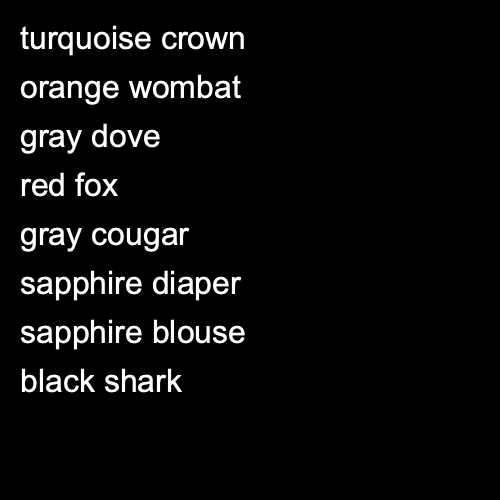 turquoise crown
orange wombat
gray dove
red fox
gray cougar
sapphire diaper
sapphire blouse
black shark